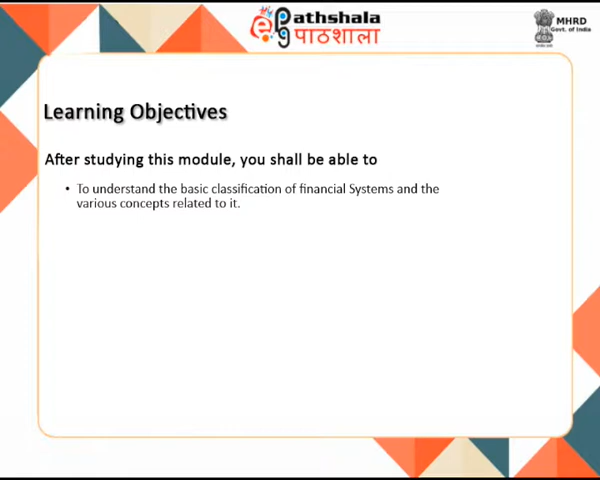 ePathshala
पाठशाला
MHRD
Govt. of India
Learning Objectives
After studying this module, you shall be able to
• To understand the basic classification of financial Systems and the
various concepts related to it.